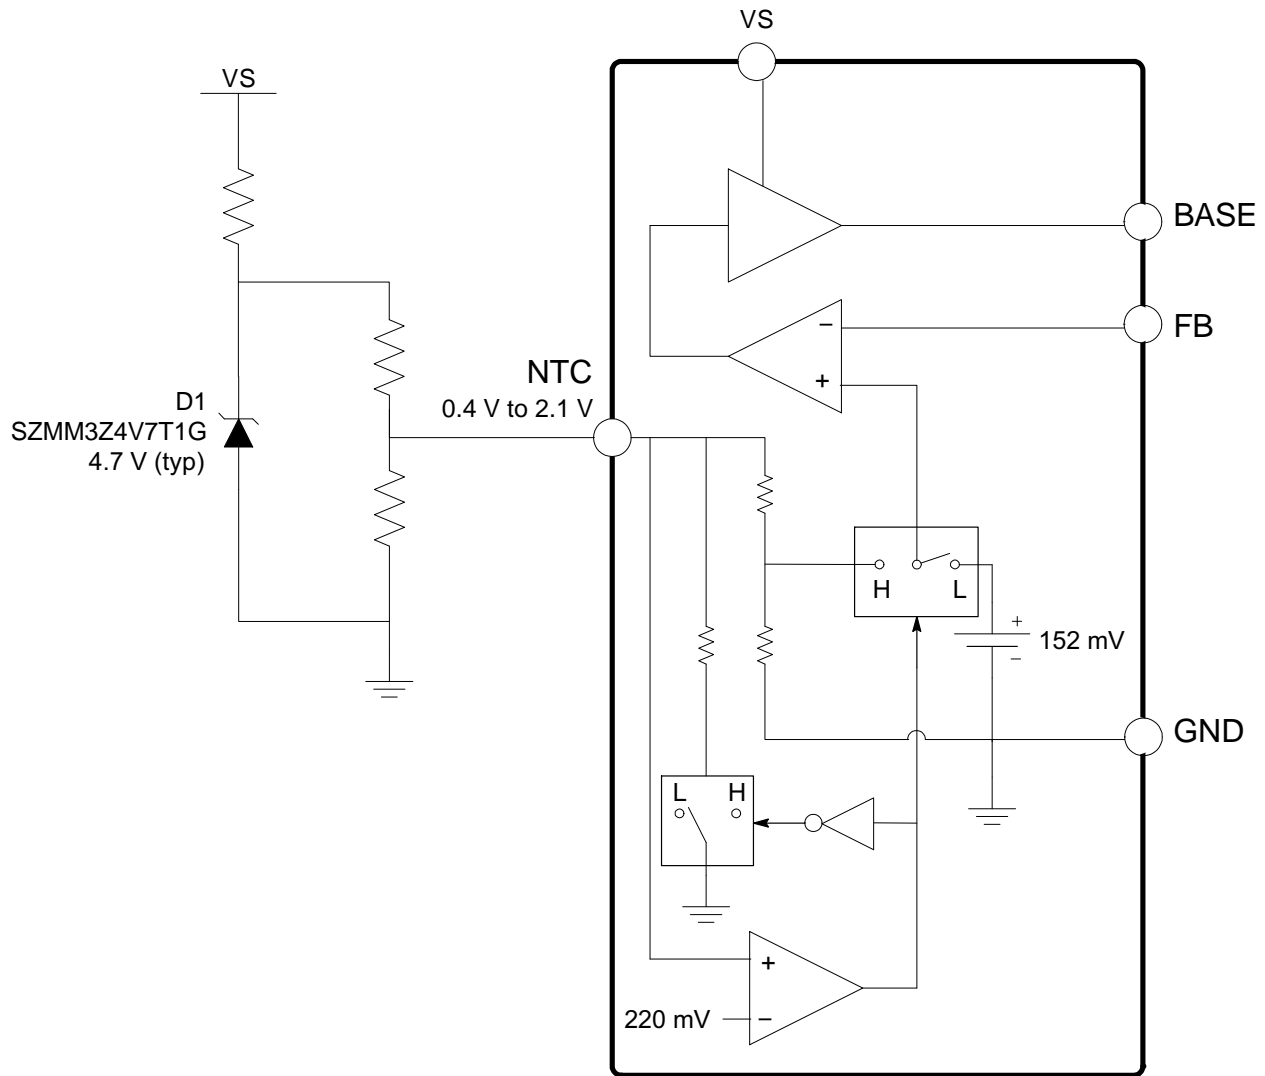 VS
VS
BASE
FB
−
+
NTC
0.4 V to 2.1 V
D1
SZMM3Z4V7T1G
4.7 V (typ)
H
L
+
152 mV
−
GND
L
H
+
220 mV
−